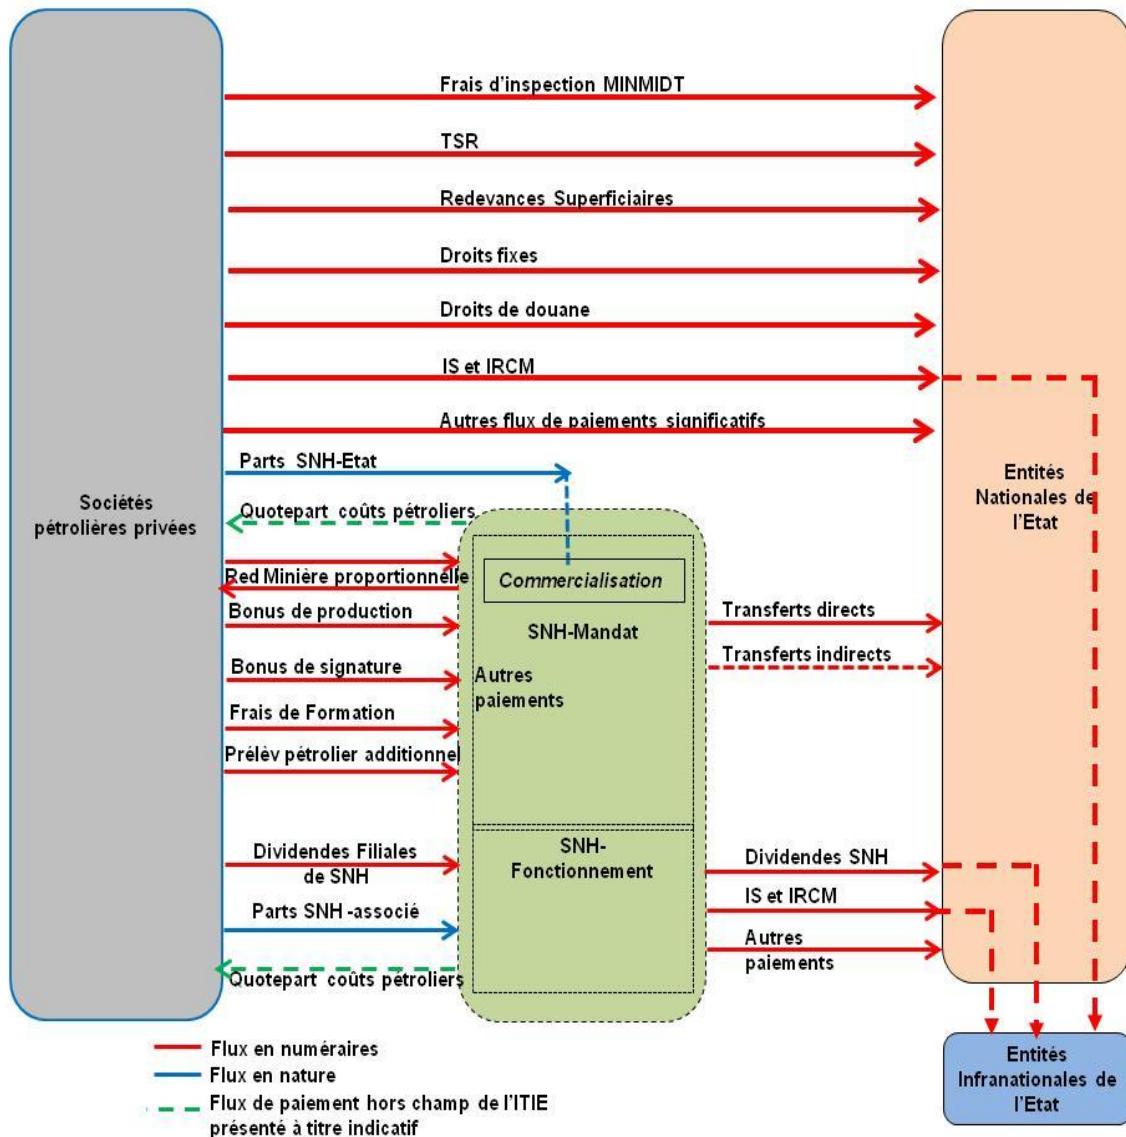 Frais d'inspection MINMIDT
TSR
Redevances Superficiaires
Droits fixes
Droits de douane
IS et IRCM
Autres flux de paiements significatifs
Parts SNH-Etat
Sociétés
pétrolières privées
Entités
Nationales de
l'Etat
Quotepart coûts pétroliers
Red Minière proportionnelle
Commercialisation
Bonus de production
SNH-Mandat
Transferts directs
Bonus de signature
Autres
paiements
Transferts indirects
Frais de Formation
Prélèv pétrolier additionnel
Dividendes Filiales
de SNH
SNH-
Fonctionnement
Dividendes SNH
IS et IRCM
Parts SNH -associé
Autres
paiements
Quotepart coûts pétroliers
Flux en numéraires
Flux en nature
Flux de paiement hors champ de l'ITIE
présenté à titre indicatif
Entités
Infranationales de
l'Etat